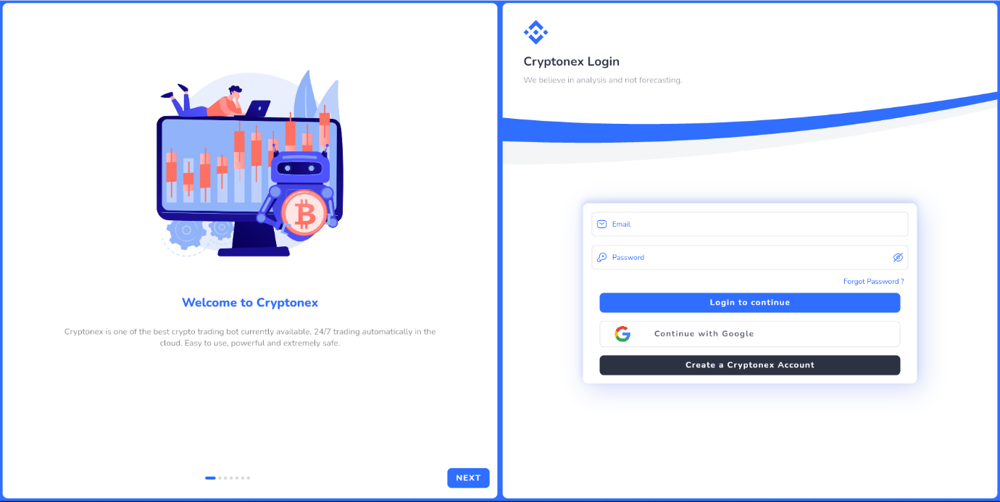 Welcome to Cryptonex
Cryptonex is one of the best crypto trading bot currently available, 24/7 trading automatically in the
cloud. Easy to use, powerful and extremely safe.
NEXT
Cryptonex Login
We believe in analysis and not forecasting.
Email
Password
Forgot Password ?
Login to continue
Continue with Google
Create a Cryptonex Account